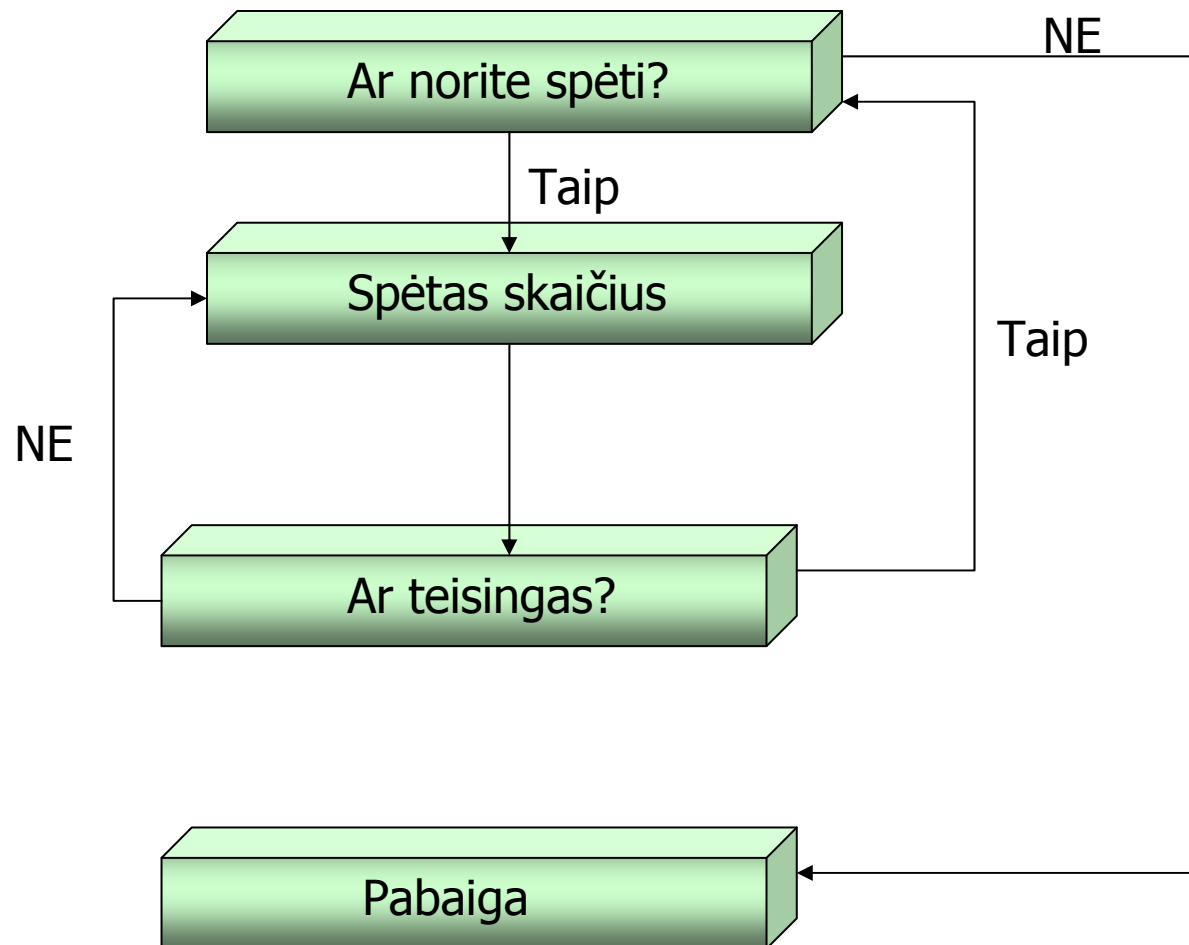 NE
Ar norite spėti?
Taip
Spėtas skaičius
Taip
NE
Ar teisingas?
Pabaiga